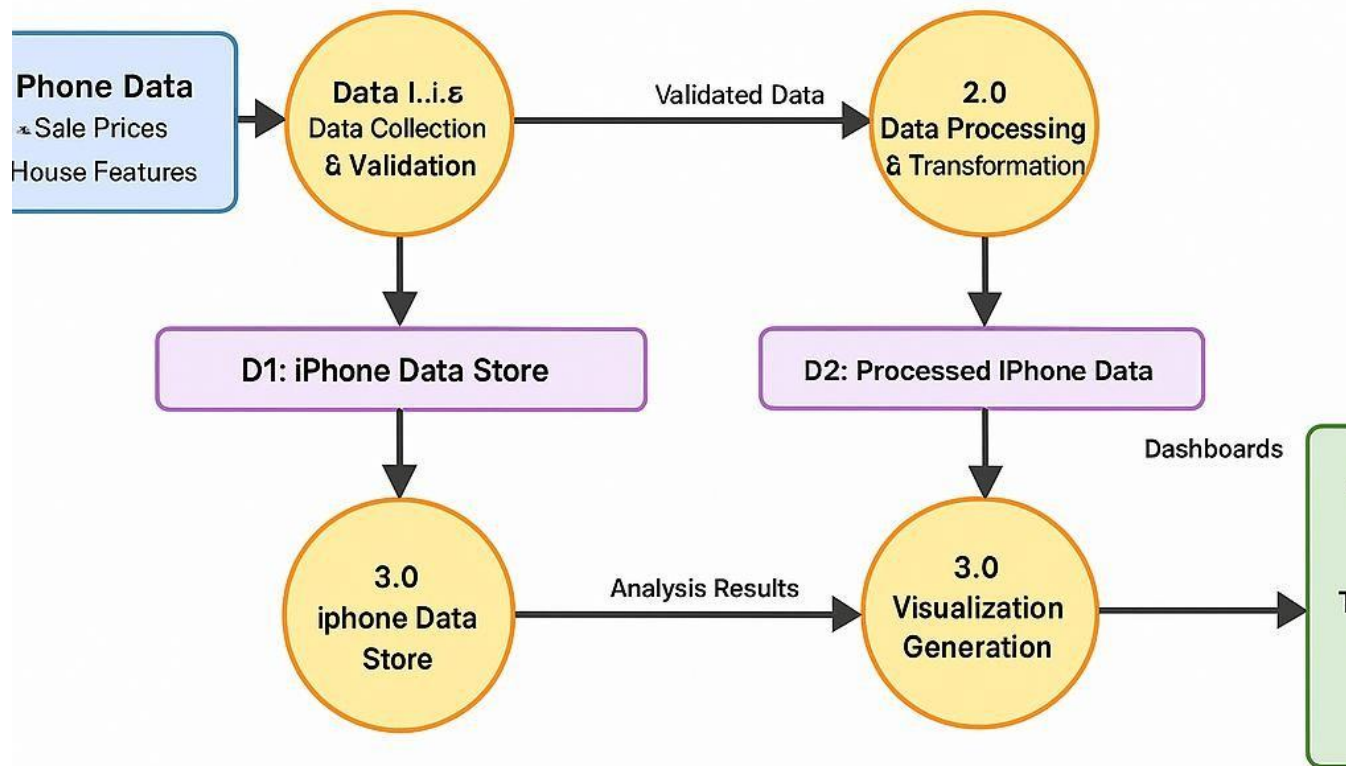 Phone Data
Sale Prices
House Features
Data
Data Collection
& Validation
Validated Data
2.0
Data Processing
& Transformation
D1: iPhone Data Store
D2: Processed IPhone Data
Dashboards
3.0
iphone Data
Store
Analysis Results
3.0
Visualization
Generation